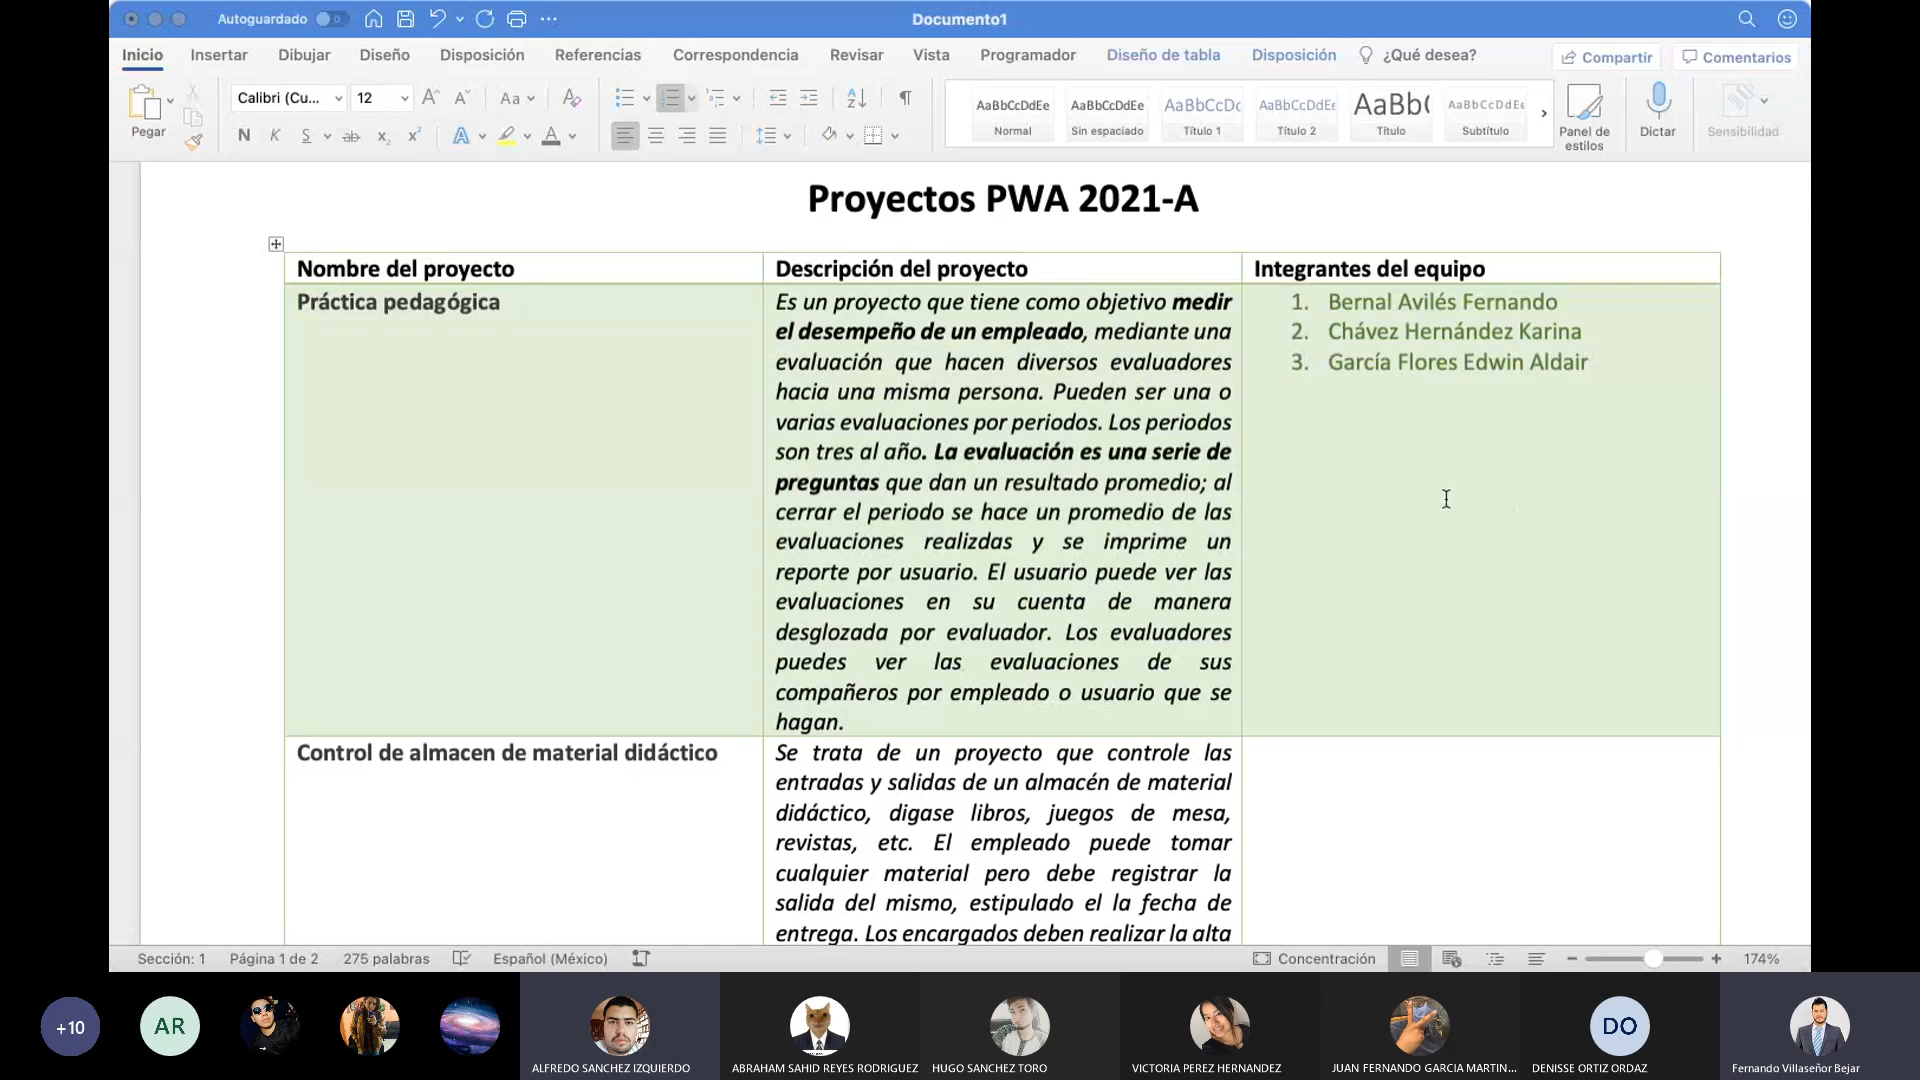 Autoguardado
Documento1
Inicio
Insertar
Dibujar
Diseño
Disposición
Referencias
Correspondencia
Revisar
Vista
Programador
Diseño de tabla
Disposición
¿Qué desea?
Compartir
Comentarios
Pegar
Calibri (Cu...
12
AaBbCcDdEe
Normal
AaBbCcDdEe
Sin espaciado
AaBbCcDc
Título 1
AaBbCcDdEe
Título 2
AaBb(
Título
AaBbCcDdEe
Subtítulo
Panel de
estilos
Dictar
Sensibilidad
Proyectos PWA 2021-A
Nombre del proyecto
Descripción del proyecto
Integrantes del equipo
Práctica pedagógica
Es un proyecto que tiene como objetivo medir
el desempeño de un empleado, mediante una
evaluación que hacen diversos evaluadores
hacia una misma persona. Pueden ser una o
varias evaluaciones por periodos. Los periodos
son tres al año. La evaluación es una serie de
preguntas que dan un resultado promedio; al
cerrar el periodo se hace un promedio de las
evaluaciones realizdas y se imprime un
reporte por usuario. El usuario puede ver las
evaluaciones en su cuenta de manera
desglozada por evaluador. Los evaluadores
puedes ver las evaluaciones de sus
compañeros por empleado o usuario que se
hagan.
1. Bernal Avilés Fernando
2. Chávez Hernández Karina
3. García Flores Edwin Aldair
Control de almacen de material didáctico
Se trata de un proyecto que controle las
entradas y salidas de un almacén de material
didáctico, digase libros, juegos de mesa,
revistas, etc. El empleado puede tomar
cualquier material pero debe registrar la
salida del mismo, estipulado el la fecha de
entrega. Los encargados deben realizar la alta
Sección: 1
Página 1 de 2
275 palabras
Español (México)
Concentración
174%
+10
AR
ALFREDO SANCHEZ IZQUIERDO
ABRAHAM SAHID REYES RODRIGUEZ
HUGO SANCHEZ TORO
VICTORIA PEREZ HERNANDEZ
JUAN FERNANDO GARCIA MARTIN...
DO
DENISSE ORTIZ ORDAZ
Fernando Villaseñor Bejar